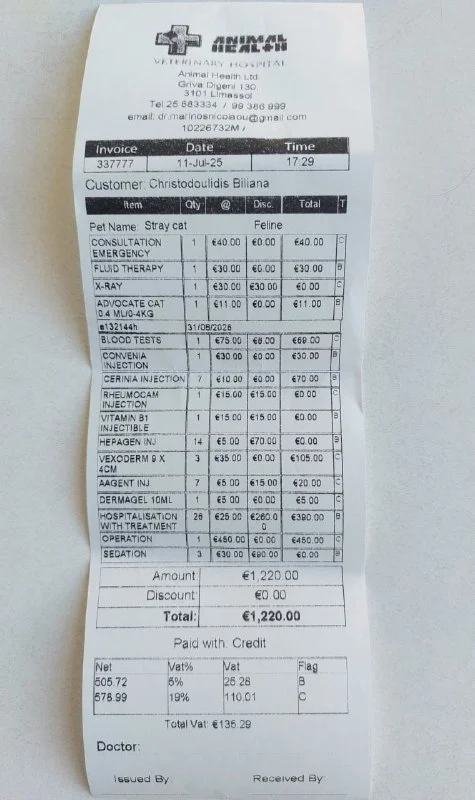 ANIMAL
HEALTH
VETERINARY HOSPITAL
Animal Health Ltd
Griva Digeni 130
3101 Limassol
Tel:25 583334 / 99 386 999
email: dr.marinosnicolaou@gmail.com
10226732M /
Invoice Date Time
337777 11-Jul-25 17:29
Customer: Christodoulidis Biliana
Item Qty @ Disc. Total T
Pet Name: Stray cat Feline
CONSULTATION EMERGENCY 1 €40.00 €0.00 €40.00 C
FLUID THERAPY 1 €30.00 €0.00 €30.00 B
X-RAY 1 €30.00 €30.00 €0.00 C
ADVOCATE CAT 0.4 ML/0-4KG 1 €11.00 €0.00 €11.00 B
e132144h 31/08/2026
BLOOD TESTS 1 €75.00 €6.00 €69.00 C
CONVENIA INJECTION 1 €30.00 €0.00 €30.00 B
CERINIA INJECTION 7 €10.00 €0.00 €70.00 B
RHEUMOCAM INJECTION 1 €15.00 €15.00 €0.00 C
VITAMIN B1 INJECTIBLE 1 €15.00 €15.00 €0.00 B
HEPAGEN INJ 14 €5.00 €70.00 €0.00 B
VEXODERM 9 X 4CM 3 €35.00 €0.00 €105.00 C
AAGENT INJ 7 €5.00 €15.00 €20.00 C
DERMAGEL 10ML 1 €5.00 €0.00 €5.00 C
HOSPITALISATION WITH TREATMENT 26 €25.00 €260.00 €390.00 B
OPERATION 1 €450.00 €0.00 €450.00 C
SEDATION 3 €30.00 €90.00 €0.00 B
Amount: €1,220.00
Discount: €0.00
Total: €1,220.00
Paid with: Credit
Net Vat% Vat Flag
505.72 5% 25.28 B
578.99 19% 110.01 C
Total Vat: €135.29
Doctor:
Issued By Received By: